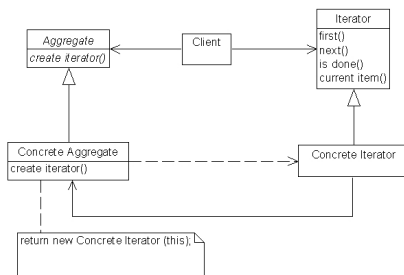 Aggregate
create iterator()
Client
Iterator
first()
next()
is done()
current item()
Concrete Aggregate
create iterator()
Concrete Iterator
return new Concrete Iterator (this);